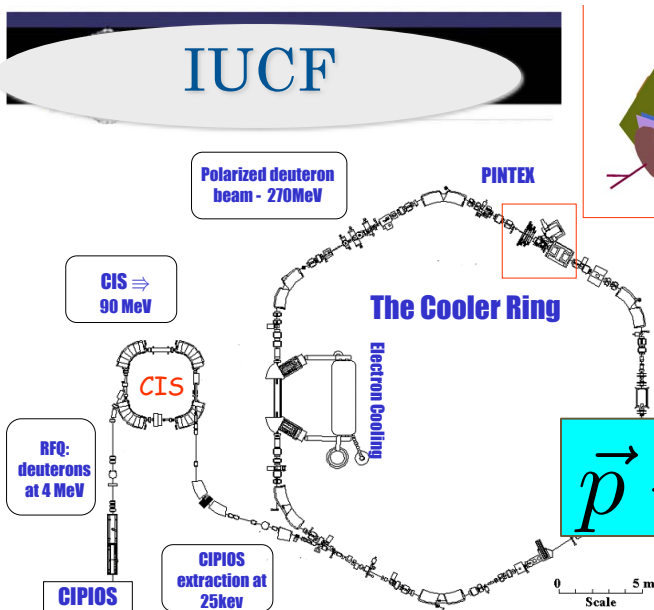 IUCF
Polarized deuteron
beam - 270MeV
PINTEX
CIS ⇒
90 MeV
The Cooler Ring
Electron Cooling
CIS
RFQ:
deuterons
at 4 MeV
p⃗
CIPIOS
extraction at
25kev
CIPIOS
0 5 m
Scale